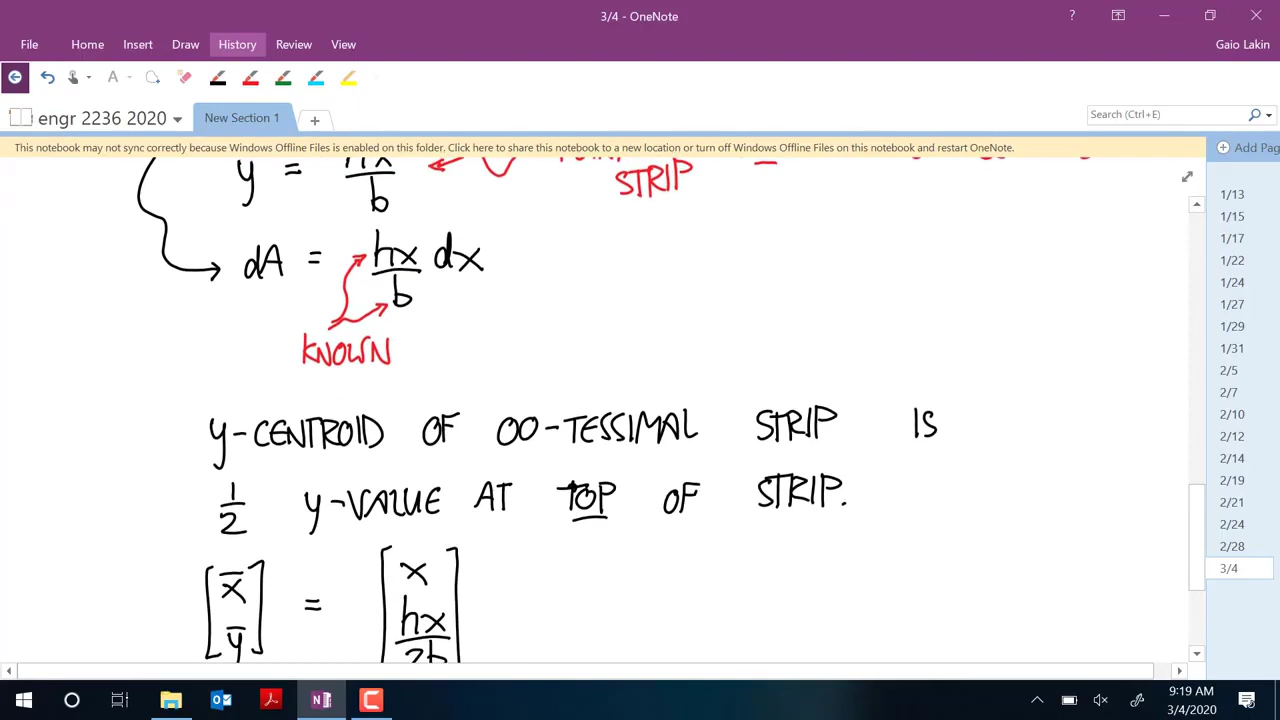 3/4 - OneNote
?
File Home Insert Draw History Review View
Gaio Lakin
A
engr 2236 2020
New Section 1
Search (Ctrl+E)
This notebook may not sync correctly because Windows Offline Files is enabled on this folder. Click here to share this notebook to a new location or turn off Windows Offline Files on this notebook and restart OneNote.
Add Pag
1/13
1/15
1/17
1/22
1/24
1/27
1/29
1/31
2/5
2/7
2/10
2/12
2/14
2/19
2/21
2/24
2/28
3/4
y = hx/b
STRIP
dA = hx/b dx
KNOWN
y-CENTROID OF ∞-TESSIMAL STRIP IS
1/2 y-VALUE AT TOP OF STRIP.
[x̄ ȳ] = [x hx/2b]
9:19 AM
3/4/2020